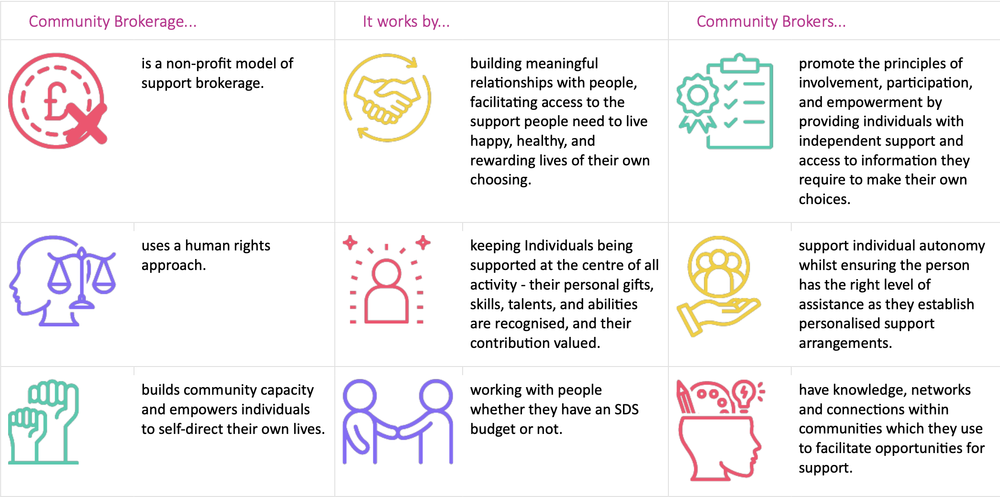 Community Brokerage...
It works by...
Community Brokers...
£
is a non-profit model of
support brokerage.
building meaningful
relationships with people,
facilitating access to the
support people need to live
happy, healthy, and
rewarding lives of their own
choosing.
promote the principles of
involvement, participation,
and empowerment by
providing individuals with
independent support and
access to information they
require to make their own
choices.
uses a human rights
approach.
keeping Individuals being
supported at the centre of all
activity - their personal gifts,
skills, talents, and abilities
are recognised, and their
contribution valued.
support individual autonomy
whilst ensuring the person
has the right level of
assistance as they establish
personalised support
arrangements.
builds community capacity
and empowers individuals
to self-direct their own lives.
working with people
whether they have an SDS
budget or not.
have knowledge, networks
and connections within
communities which they use
to facilitate opportunities for
support.